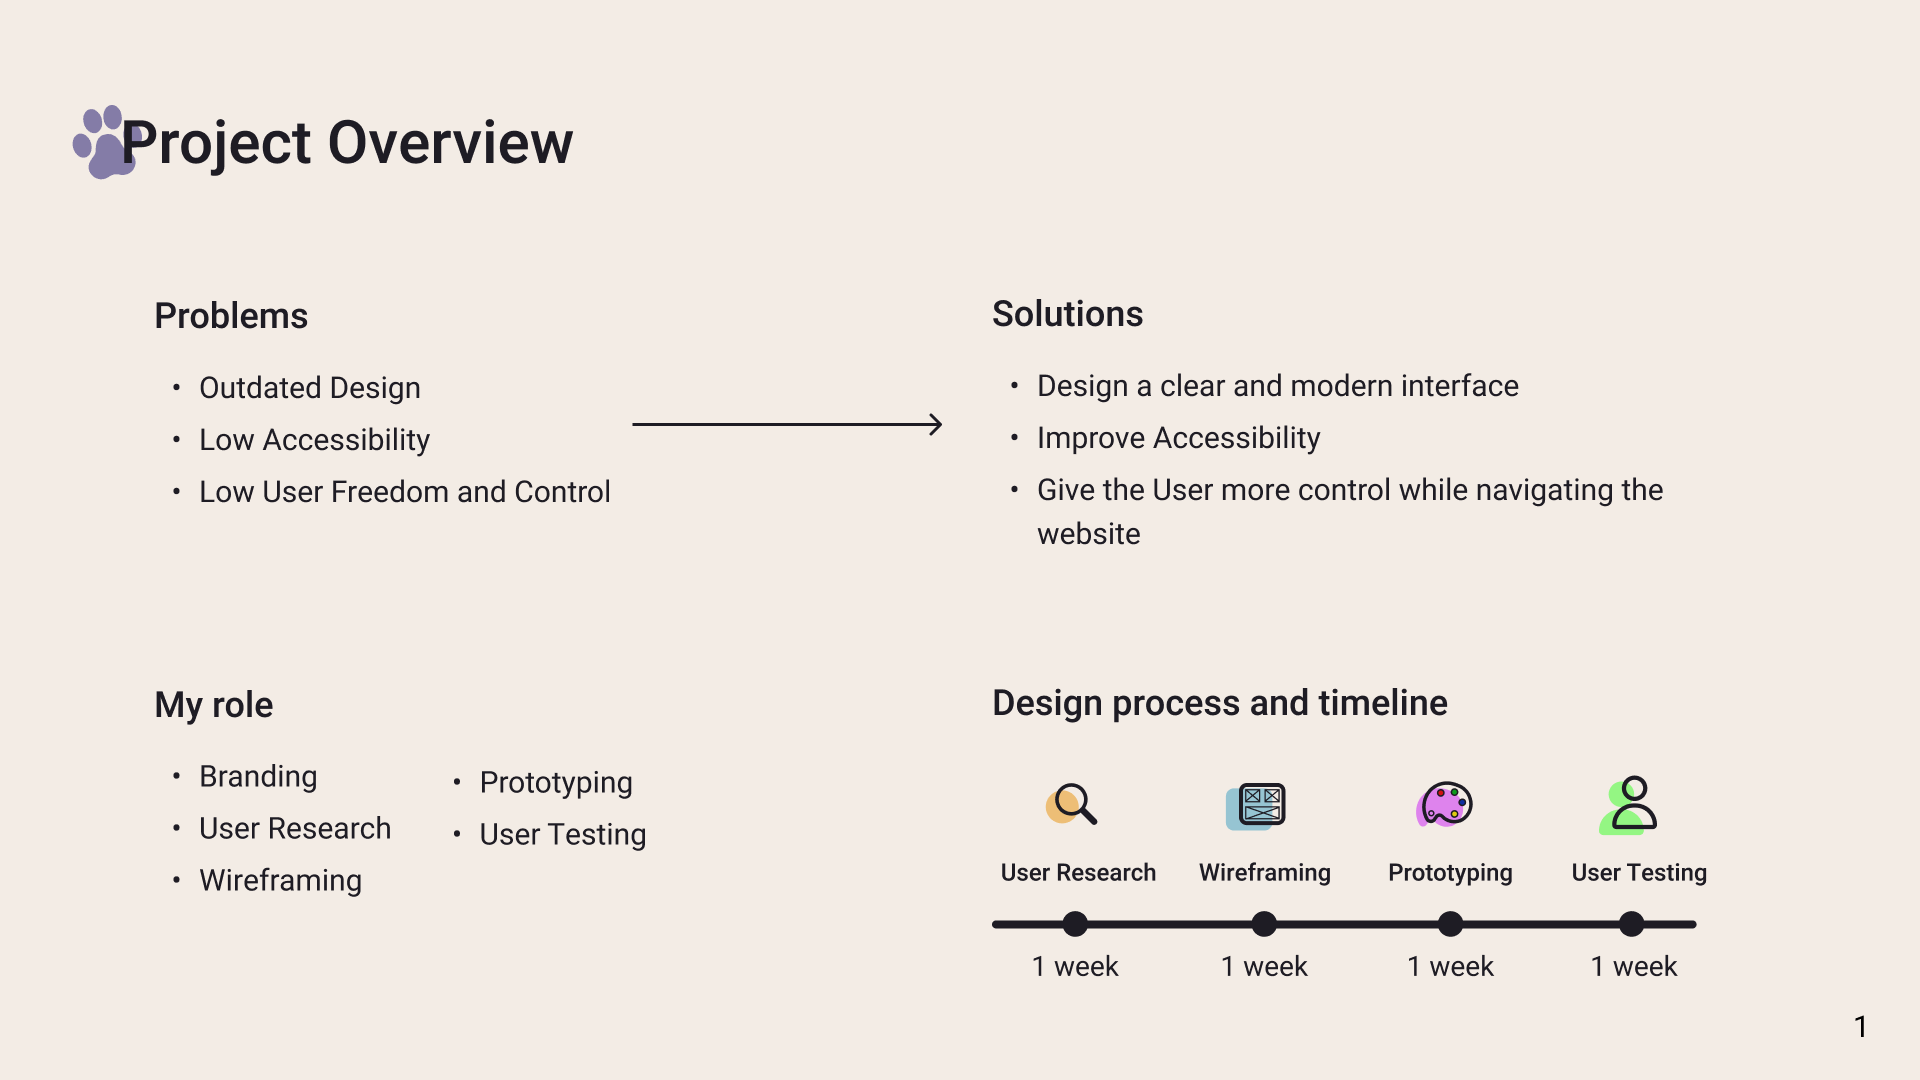 Project Overview
Problems
• Outdated Design
• Low Accessibility
• Low User Freedom and Control
Solutions
• Design a clear and modern interface
• Improve Accessibility
• Give the User more control while navigating the
website
My role
• Branding
• User Research
• Wireframing
• Prototyping
• User Testing
Design process and timeline
User Research Wireframing Prototyping User Testing
1 week 1 week 1 week 1 week
1